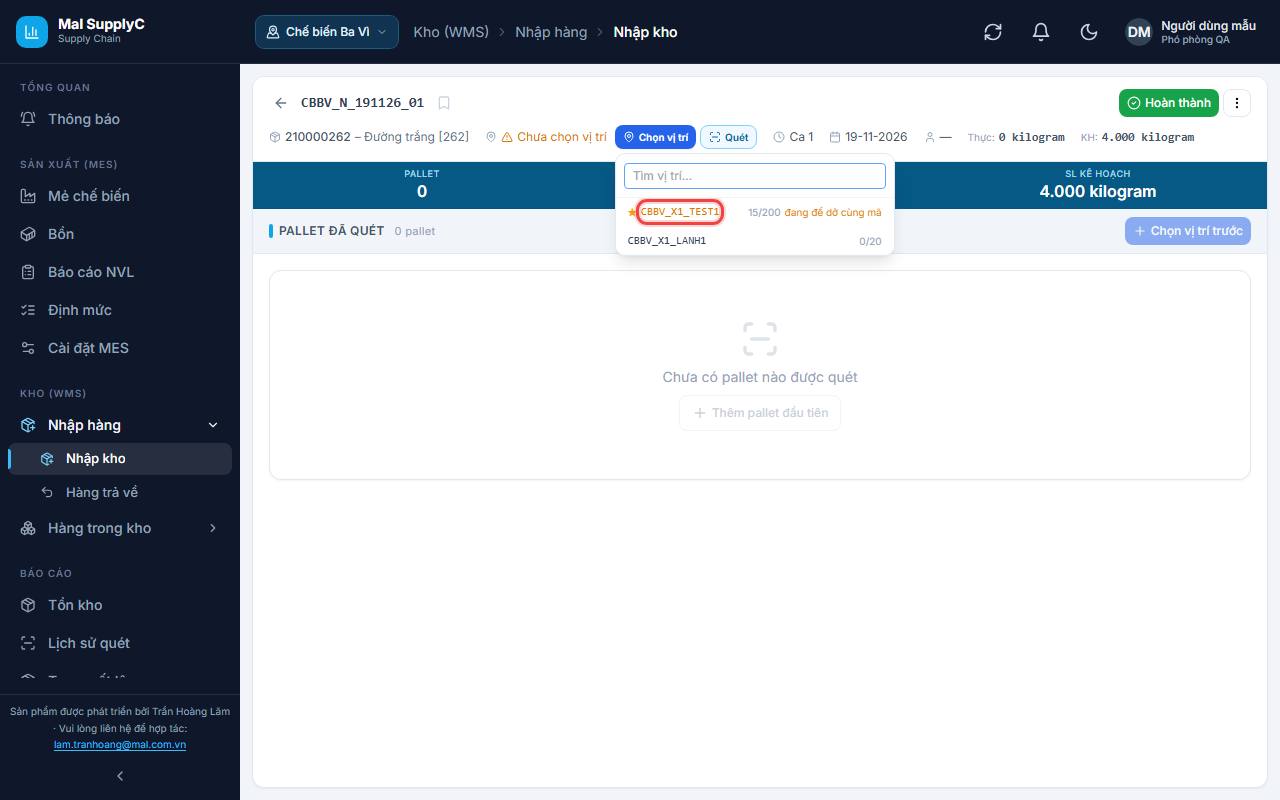 Mal SupplyC
Supply Chain
Chế biến Ba Vì
Kho (WMS)
Nhập hàng
Nhập kho
DM
Người dùng mẫu
Phó phòng QA
TỔNG QUAN
Thông báo
SẢN XUẤT (MES)
Mẻ chế biến
Bồn
Báo cáo NVL
Định mức
Cài đặt MES
KHO (WMS)
Nhập hàng
Nhập kho
Hàng trả về
Hàng trong kho
BÁO CÁO
Tồn kho
Lịch sử quét
Sản phẩm được phát triển bởi Trần Hoàng Lâm
· Vui lòng liên hệ để hợp tác:
lam.tranhoang@mal.com.vn
CBBV_N_191126_01
Hoàn thành
210000262 – Đường trắng [262]
Chưa chọn vị trí
Chọn vị trí
Quét
Ca 1
19-11-2026
—
Thực: 0 kilogram
KH: 4.000 kilogram
PALLET
0
SL KẾ HOẠCH
4.000 kilogram
Tìm vị trí...
CBBV_X1_TEST1
15/200 đang để dở cùng mã
CBBV_X1_LANH1
0/20
PALLET ĐÃ QUÉT
0 pallet
Chọn vị trí trước
Chưa có pallet nào được quét
Thêm pallet đầu tiên